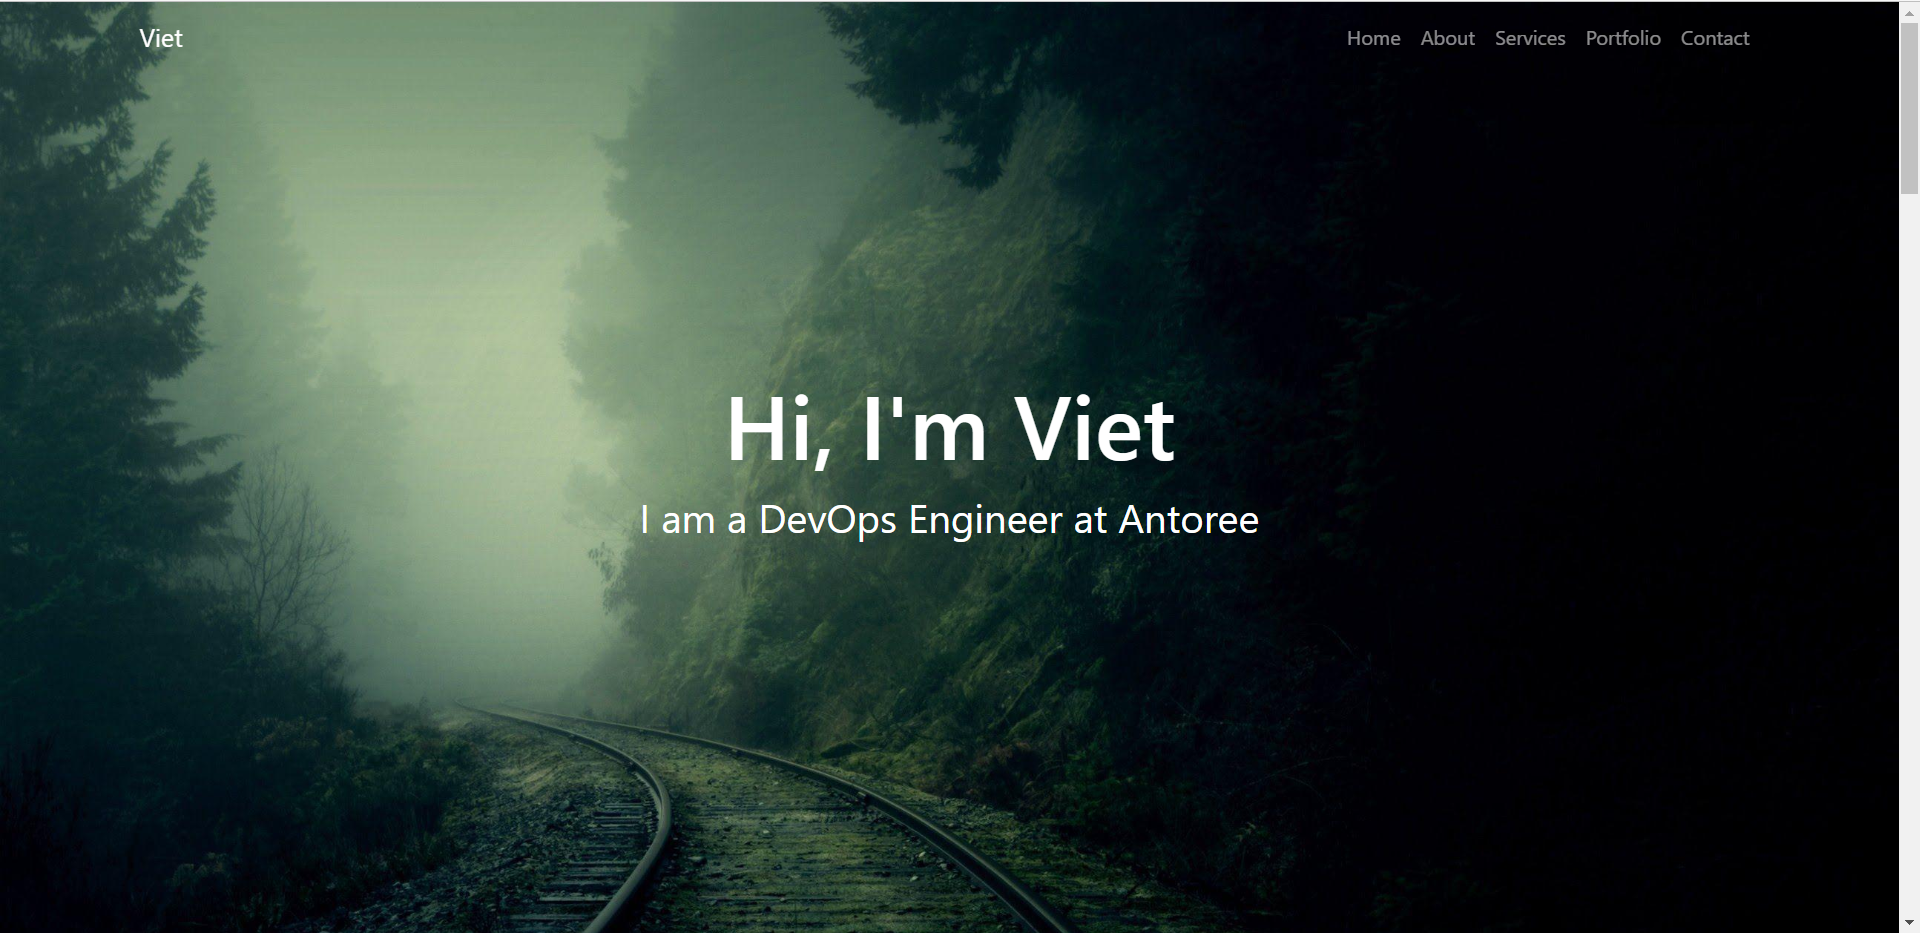 Viet
Home About Services Portfolio Contact
Hi, I'm Viet
I am a DevOps Engineer at Antoree